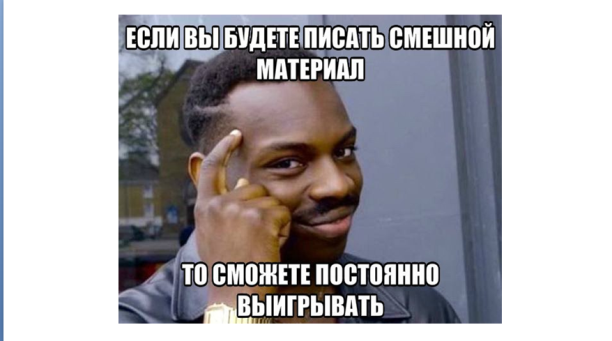 ЕСЛИ ВЫ БУДЕТЕ ПИСАТЬ СМЕШНОЙ
МАТЕРИАЛ
ТО СМОЖЕТЕ ПОСТОЯННО
ВЫИГРЫВАТЬ